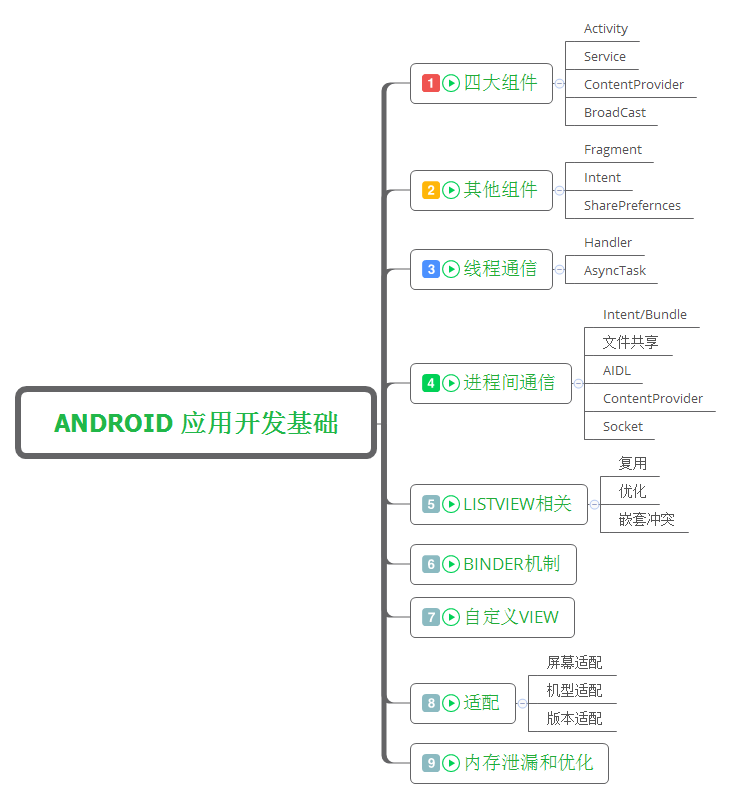 ANDROID 应用开发基础
1 四大组件
Activity
Service
ContentProvider
BroadCast
2 其他组件
Fragment
Intent
SharePrefernces
3 线程通信
Handler
AsyncTask
4 进程间通信
Intent/Bundle
文件共享
AIDL
ContentProvider
Socket
5 LISTVIEW相关
复用
优化
嵌套冲突
6 BINDER机制
7 自定义VIEW
8 适配
屏幕适配
机型适配
版本适配
9 内存泄漏和优化